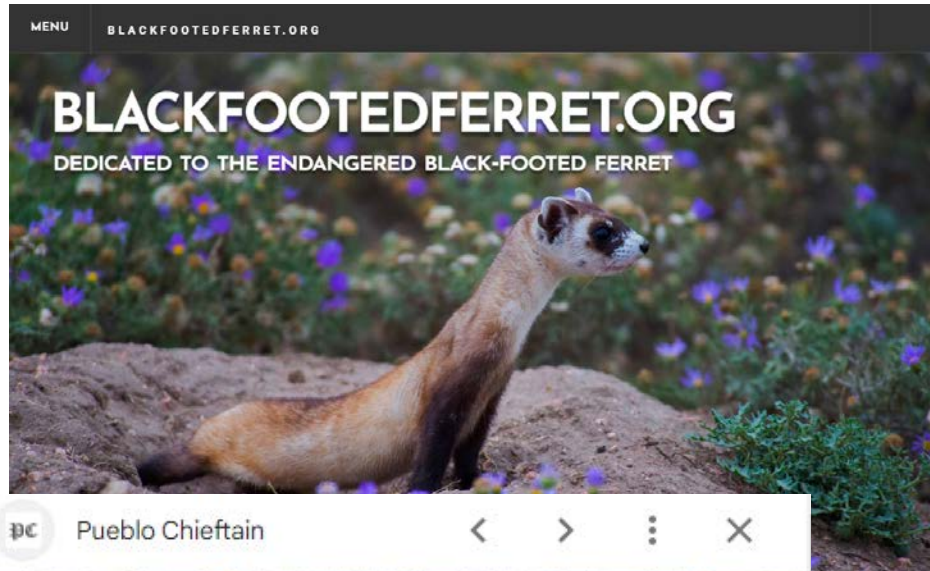 MENU
BLACKFOOTEDFERRET.ORG
BLACKFOOTEDFERRET.ORG
DEDICATED TO THE ENDANGERED BLACK-FOOTED FERRET
pc Pueblo Chieftain